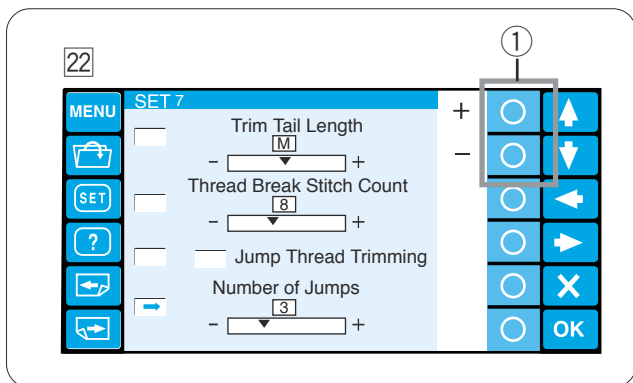 ①
22
MENU
SET 7
+
Trim Tail Length
M
- +
-
Thread Break Stitch Count
SET
8
- +
?
Jump Thread Trimming
Number of Jumps
X
3
- +
OK